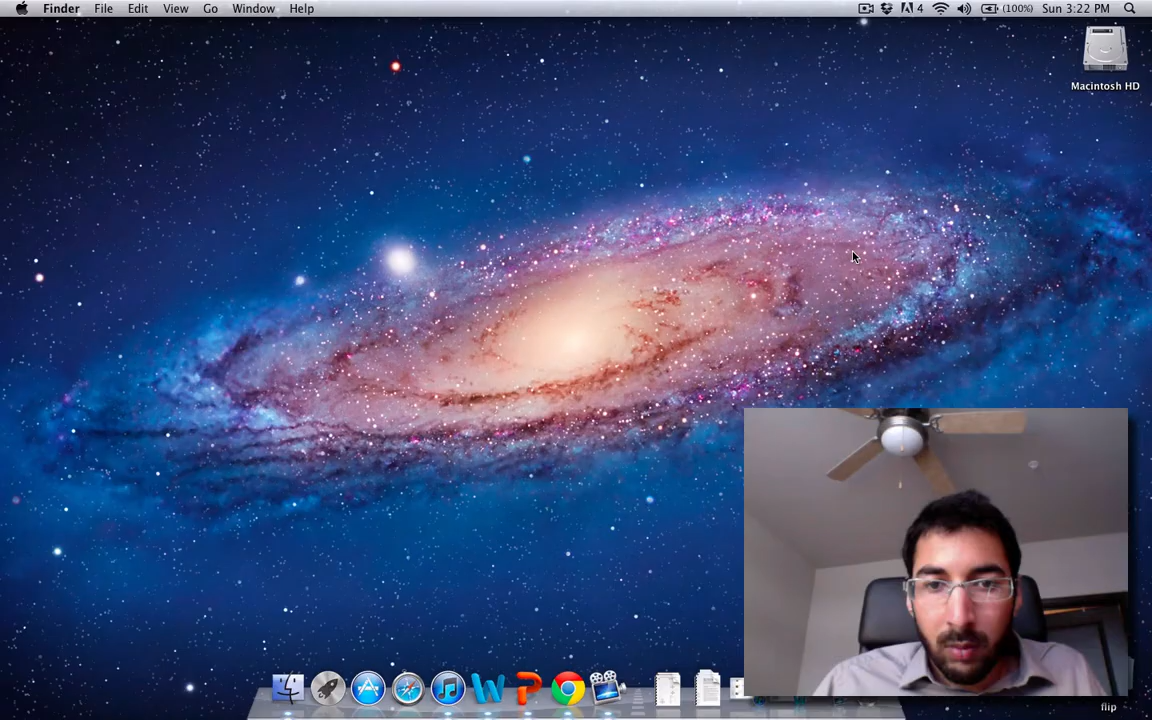 Finder File Edit View Go Window Help 4 (100%) Sun 3:22 PM
Macintosh HD
flip